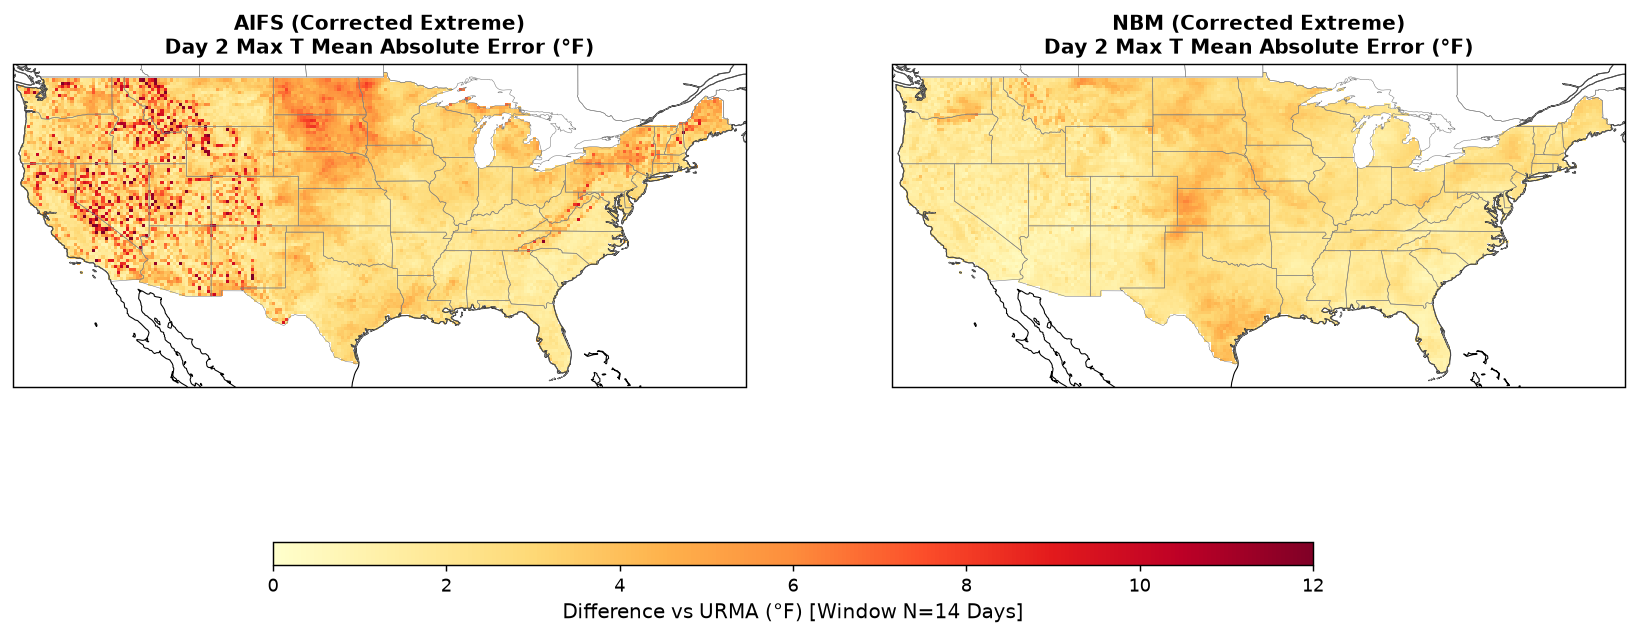 AIFS (Corrected Extreme)
Day 2 Max T Mean Absolute Error (°F)
NBM (Corrected Extreme)
Day 2 Max T Mean Absolute Error (°F)
0 2 4 6 8 10 12
Difference vs URMA (°F) [Window N=14 Days]